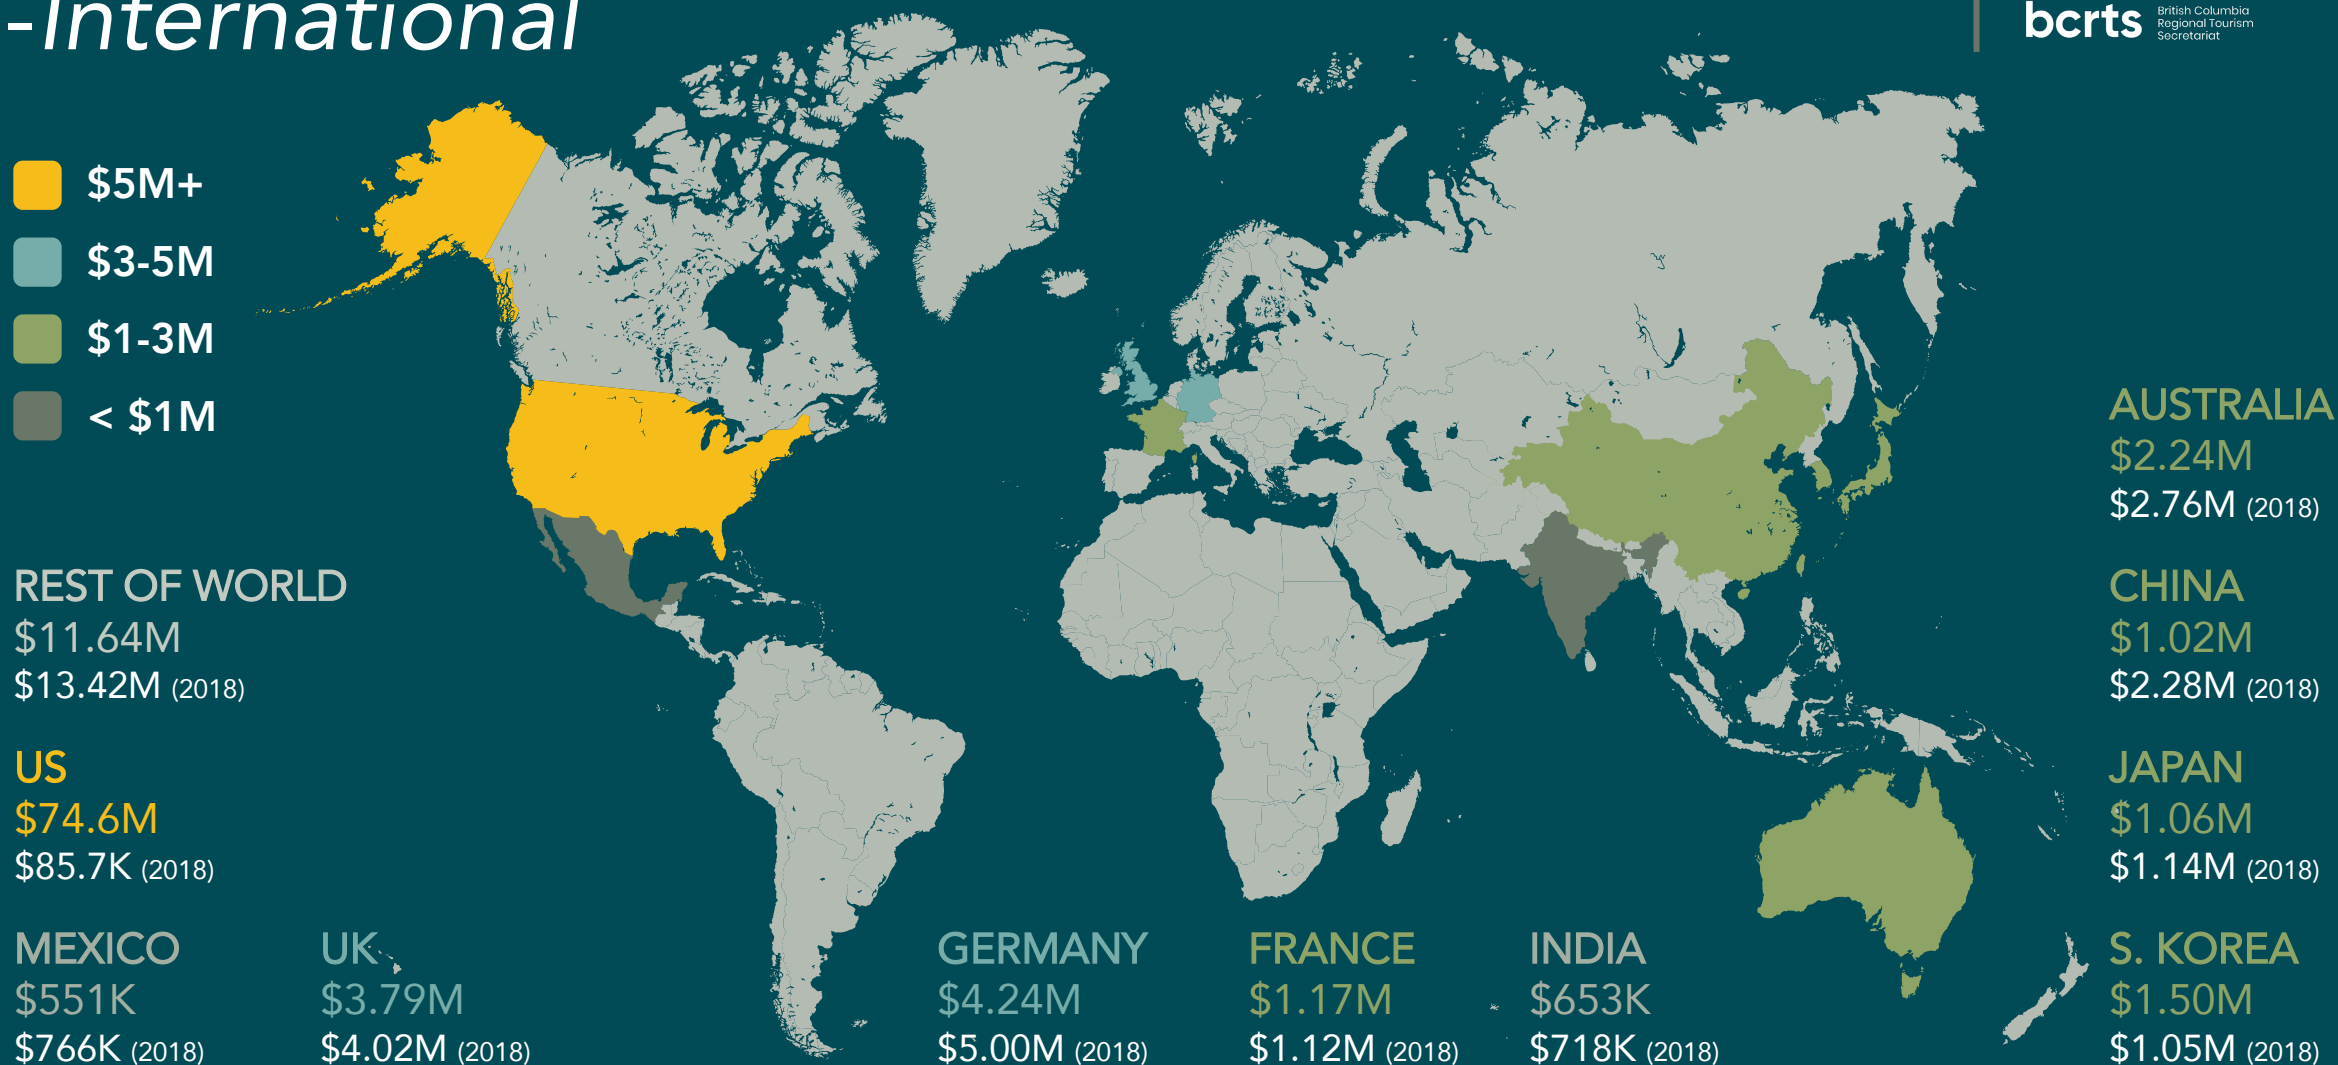 -International
bcrts
British Columbia
Regional Tourism
Secretariat
$5M+
$3-5M
$1-3M
< $1M
REST OF WORLD
$11.64M
$13.42M (2018)
US
$74.6M
$85.7K (2018)
MEXICO
$551K
$766K (2018)
UK
$3.79M
$4.02M (2018)
GERMANY
$4.24M
$5.00M (2018)
FRANCE
$1.17M
$1.12M (2018)
INDIA
$653K
$718K (2018)
AUSTRALIA
$2.24M
$2.76M (2018)
CHINA
$1.02M
$2.28M (2018)
JAPAN
$1.06M
$1.14M (2018)
S. KOREA
$1.50M
$1.05M (2018)